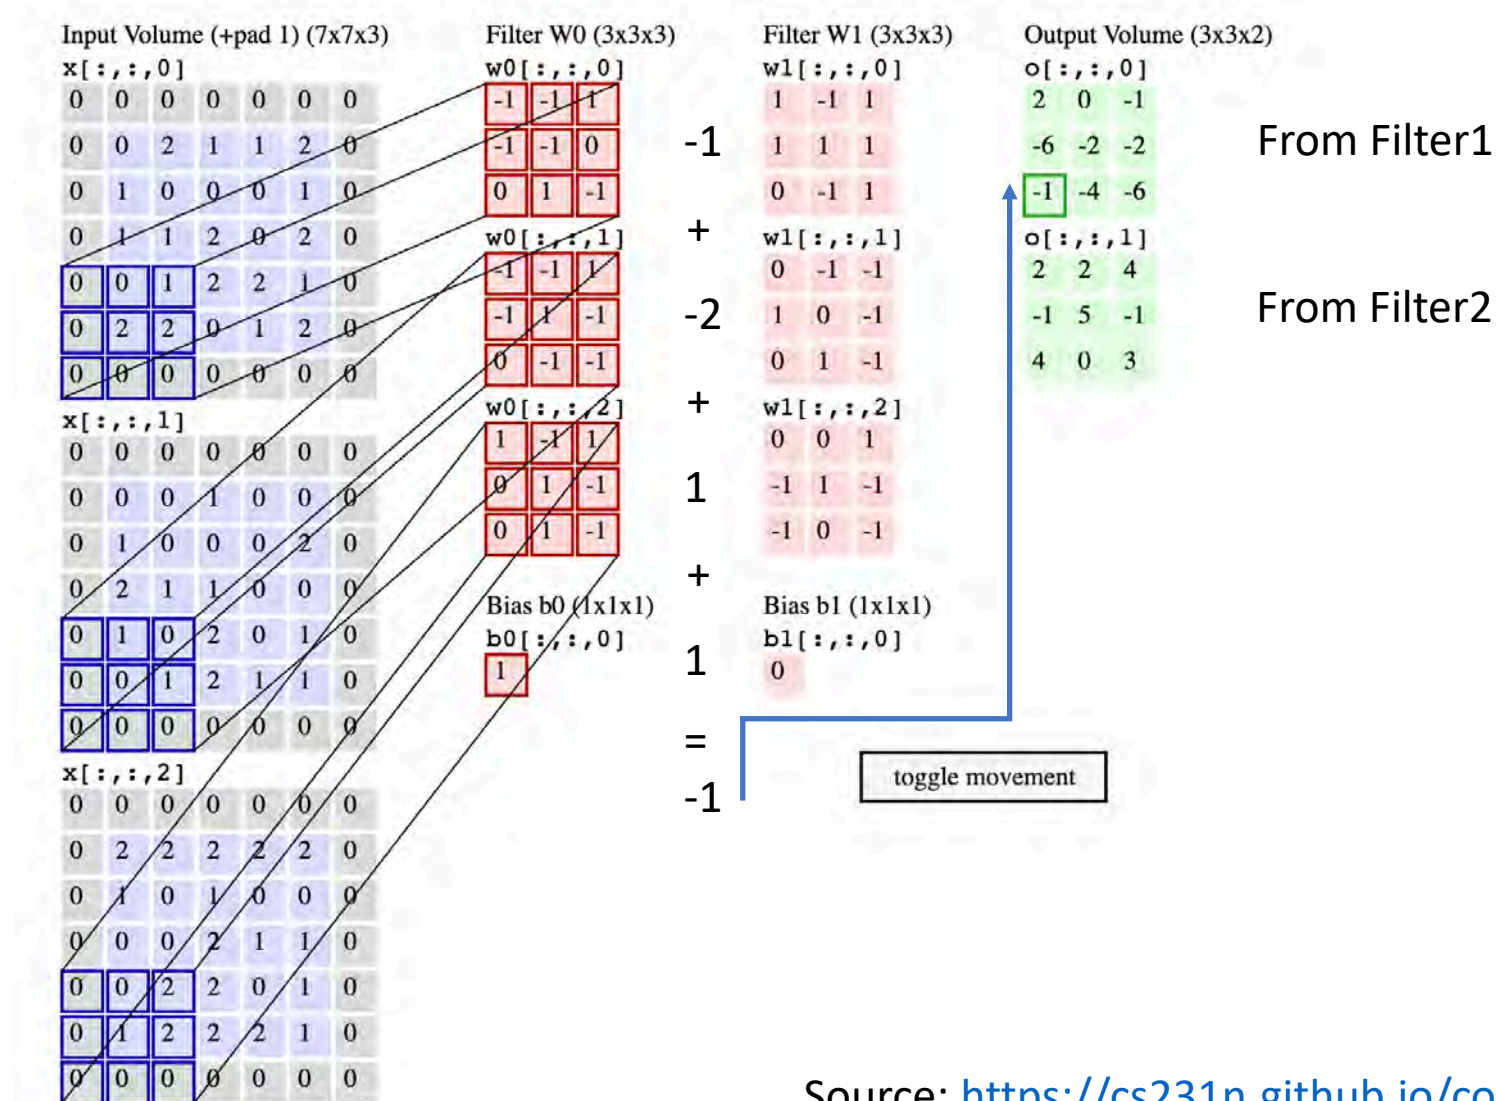 Input Volume (+pad 1) (7x7x3)
x[:,:,0]
0 0 0 0 0 0 0
0 0 2 1 1 2 0
0 1 0 0 0 1 0
0 1 1 2 0 2 0
0 0 1 2 2 1 0
0 2 2 0 1 2 0
0 0 0 0 0 0 0
x[:,:,1]
0 0 0 0 0 0 0
0 0 0 1 0 0 0
0 1 0 0 0 2 0
0 2 1 1 0 0 0
0 1 0 2 0 1 0
0 0 1 2 1 1 0
0 0 0 0 0 0 0
x[:,:,2]
0 0 0 0 0 0 0
0 2 2 2 2 2 0
0 1 0 1 0 0 0
0 0 0 2 1 1 0
0 0 2 2 0 1 0
0 1 2 2 2 1 0
0 0 0 0 0 0 0
Filter W0 (3x3x3)
w0[:,:,0]
-1 -1 1
-1 -1 0
0 1 -1
w0[:,:,1]
-1 -1 1
-1 1 -1
0 -1 -1
w0[:,:,2]
1 -1 1
0 1 -1
0 1 -1
Bias b0 (1x1x1)
b0[:,:,0]
1
-1
+
-2
+
1
+
1
=
-1
Filter W1 (3x3x3)
w1[:,:,0]
1 -1 1
1 1 1
0 -1 1
w1[:,:,1]
0 -1 -1
1 0 -1
0 1 -1
w1[:,:,2]
0 0 1
-1 1 -1
-1 0 -1
Bias b1 (1x1x1)
b1[:,:,0]
0
toggle movement
Output Volume (3x3x2)
o[:,:,0]
2 0 -1
-6 -2 -2
-1 -4 -6
o[:,:,1]
2 2 4
-1 5 -1
4 0 3
From Filter1
From Filter2
Source: https://cs231n.github.io/co